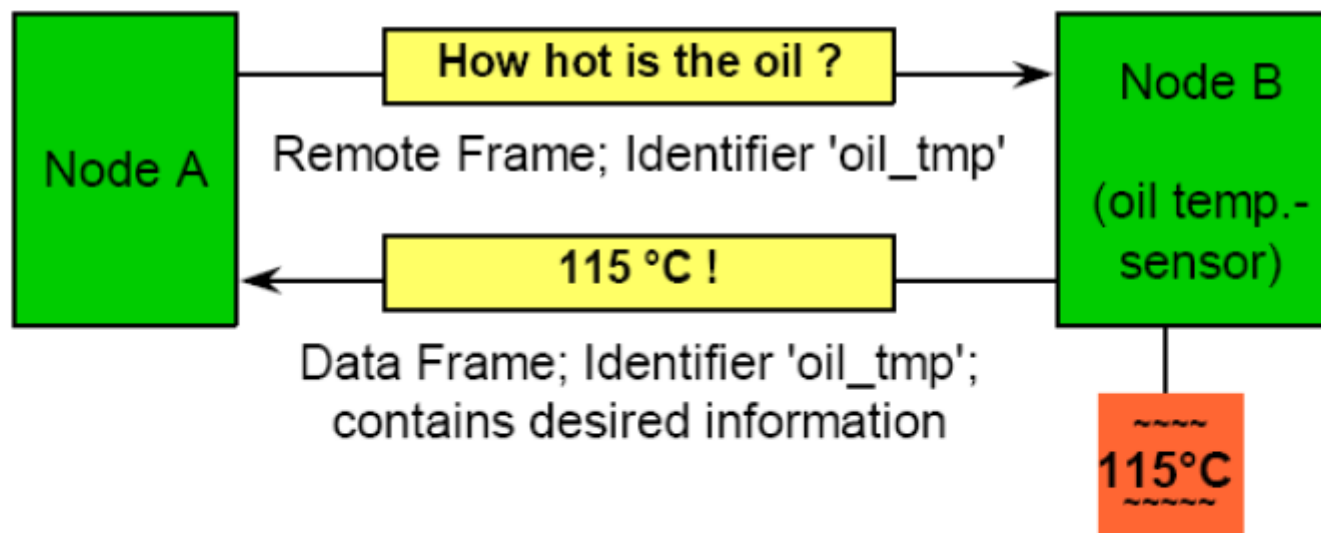 How hot is the oil ?
Node A
Remote Frame; Identifier 'oil_tmp'
Node B
(oil temp.-
sensor)
115 °C !
Data Frame; Identifier 'oil_tmp';
contains desired information
~~~~
115°C
~~~~~